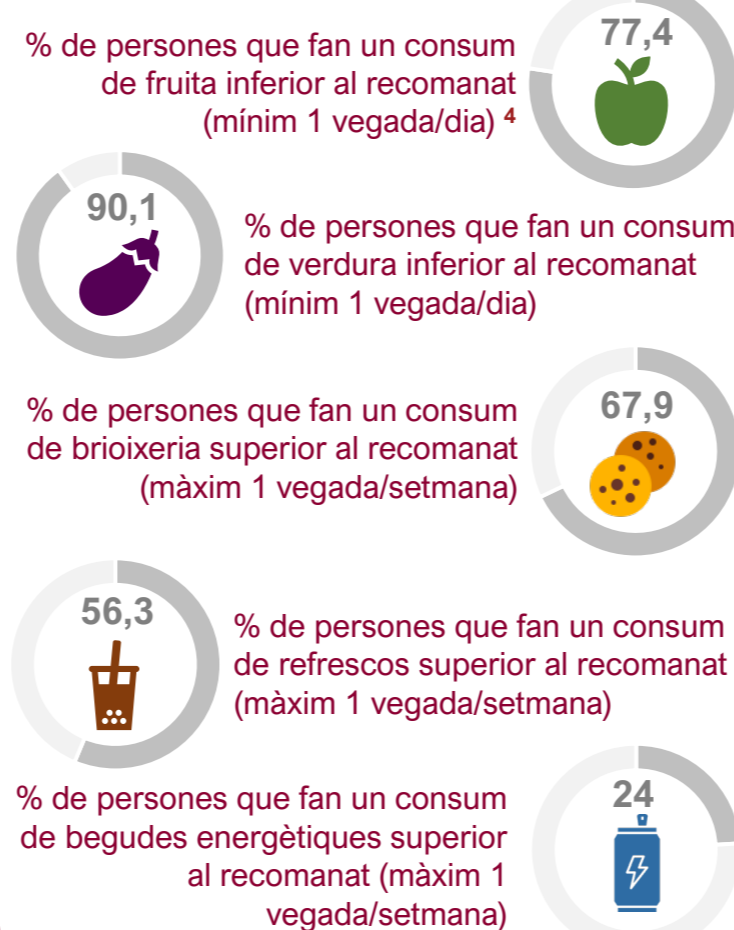 % de persones que fan un consum
de fruita inferior al recomanat
(mínim 1 vegada/dia) 4
77,4
90,1
% de persones que fan un consum
de verdura inferior al recomanat
(mínim 1 vegada/dia)
% de persones que fan un consum
de brioixeria superior al recomanat
(màxim 1 vegada/setmana)
67,9
56,3
% de persones que fan un consum
de refrescos superior al recomanat
(màxim 1 vegada/setmana)
% de persones que fan un consum
de begudes energètiques superior
al recomanat (màxim 1
vegada/setmana)
24